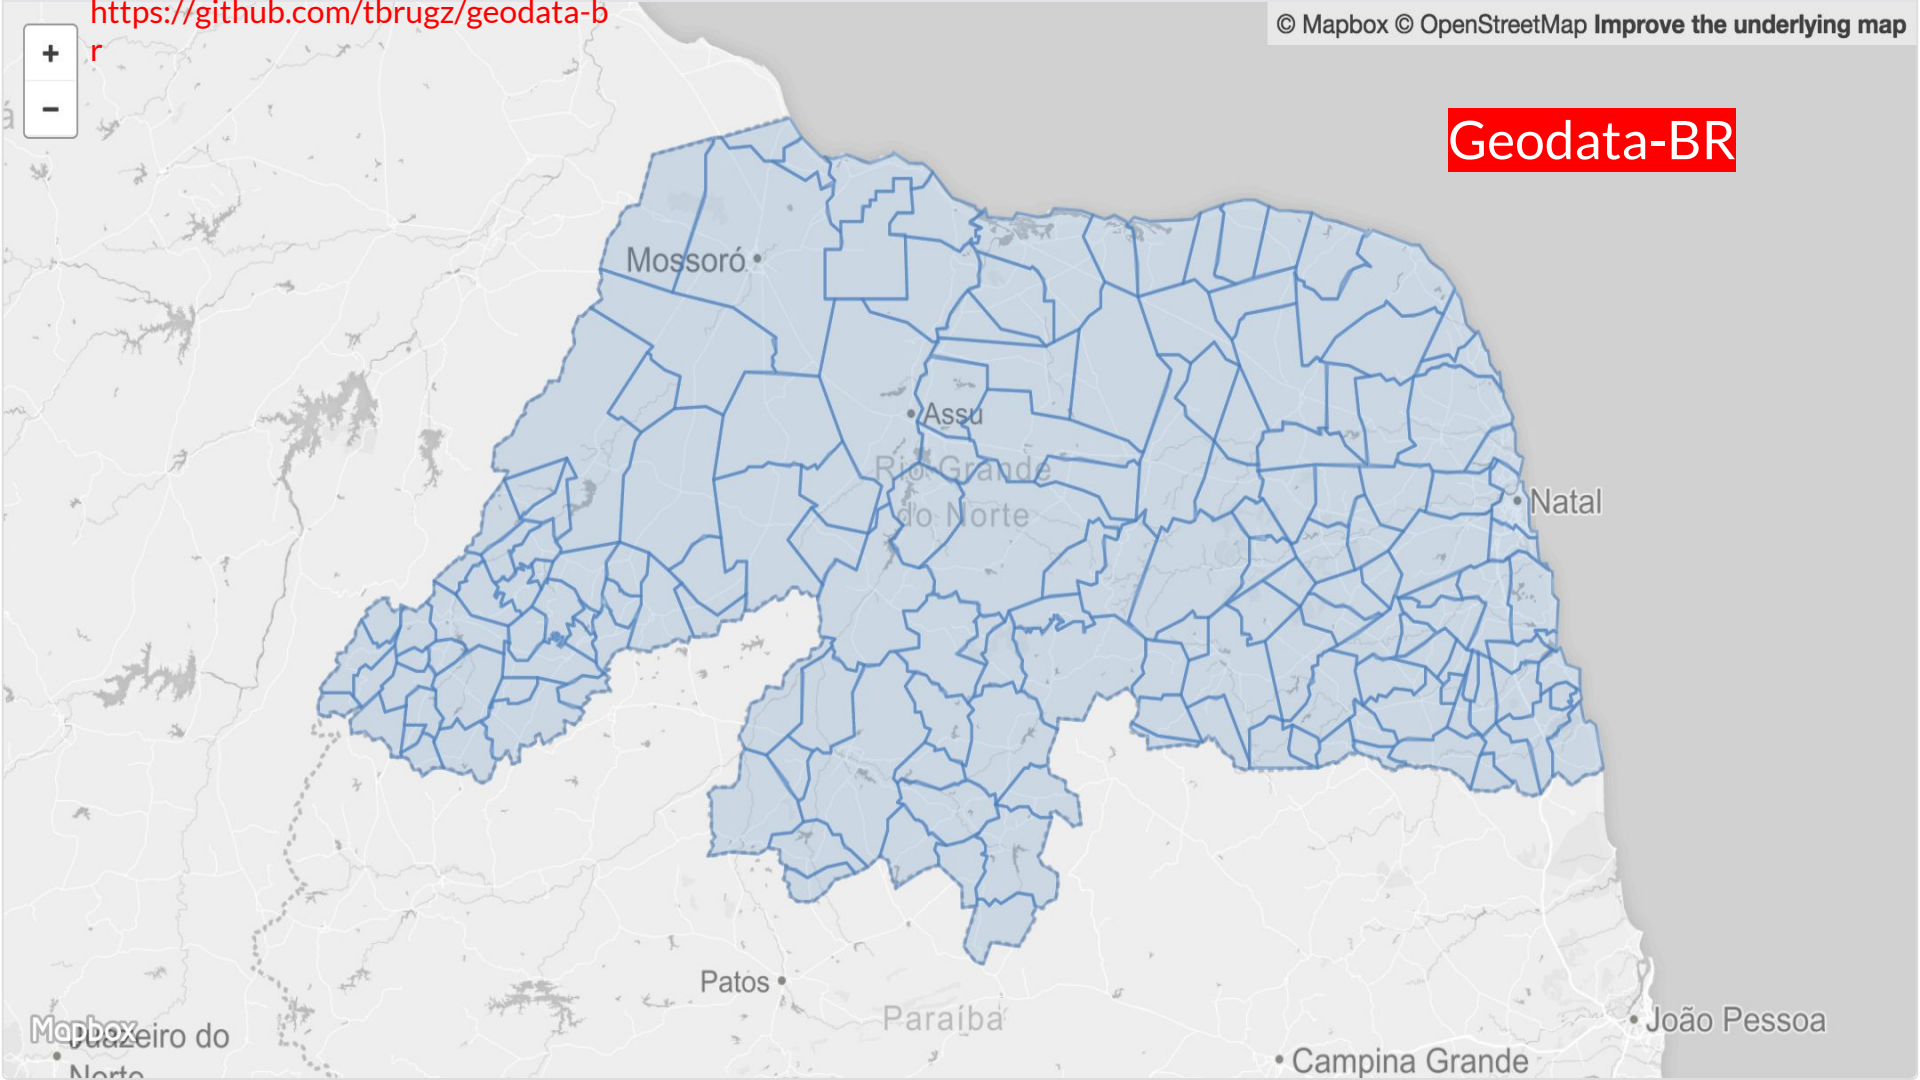 https://github.com/tbrugz/geodata-b
r
+
−
© Mapbox © OpenStreetMap Improve the underlying map
Geodata-BR
Mossoró
Assu
Rio Grande
do Norte
Natal
Patos
Paraíba
Mapbox
Juazeiro do
Norte
João Pessoa
Campina Grande